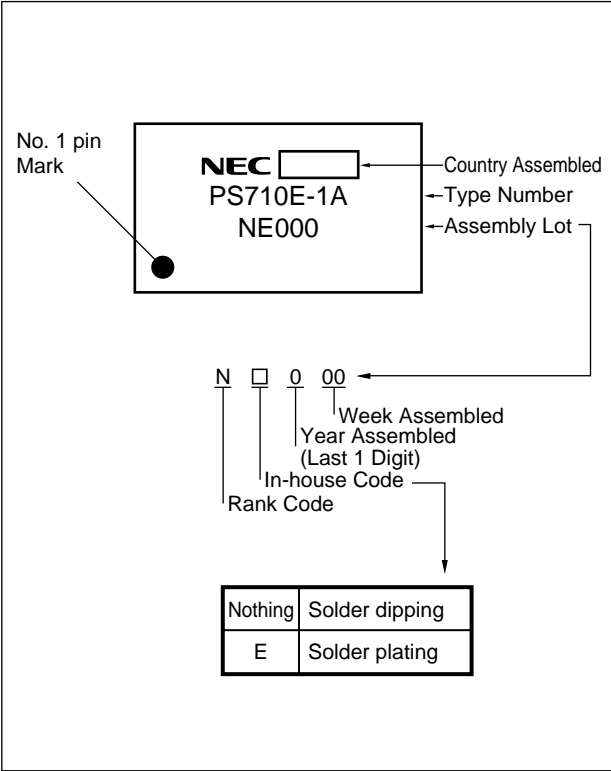 No. 1 pin
Mark
NEC
Country Assembled
PS710E-1A
Type Number
NE000
Assembly Lot
N □ 0 00
Week Assembled
Year Assembled
(Last 1 Digit)
In-house Code
Rank Code
Nothing Solder dipping
E Solder plating